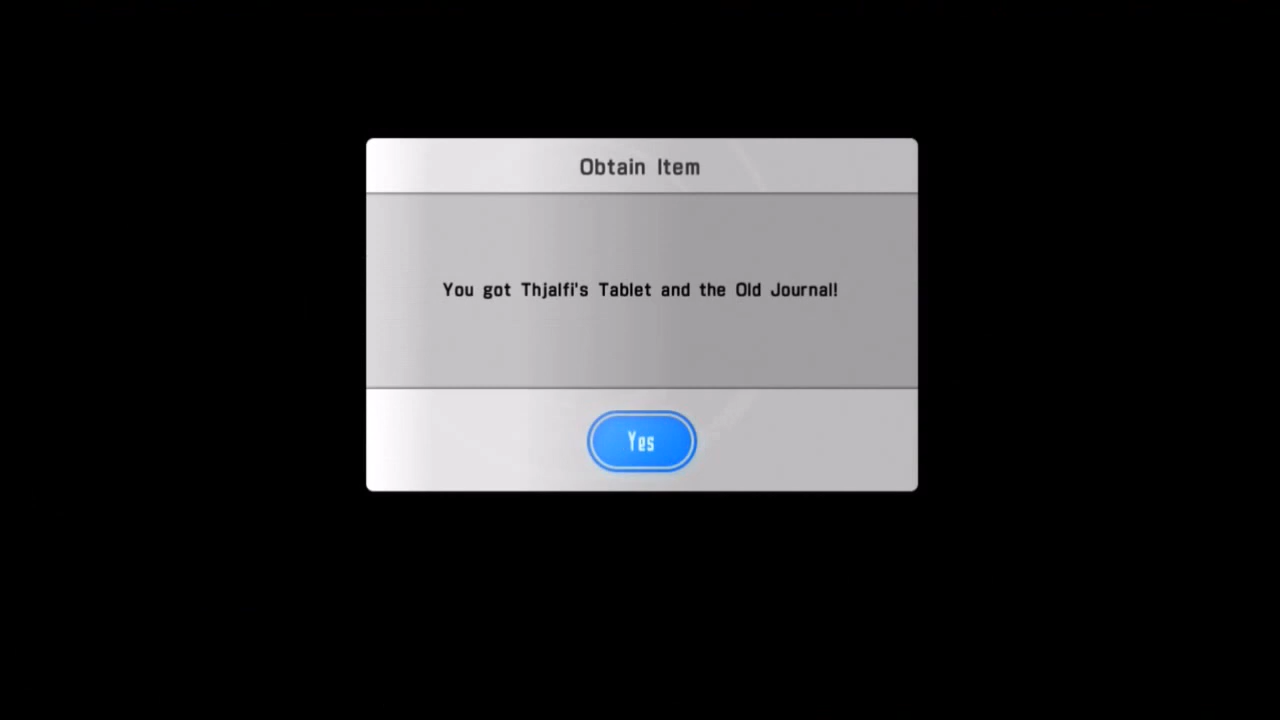 Obtain Item
You got Thjalfi's Tablet and the Old Journal!
Yes